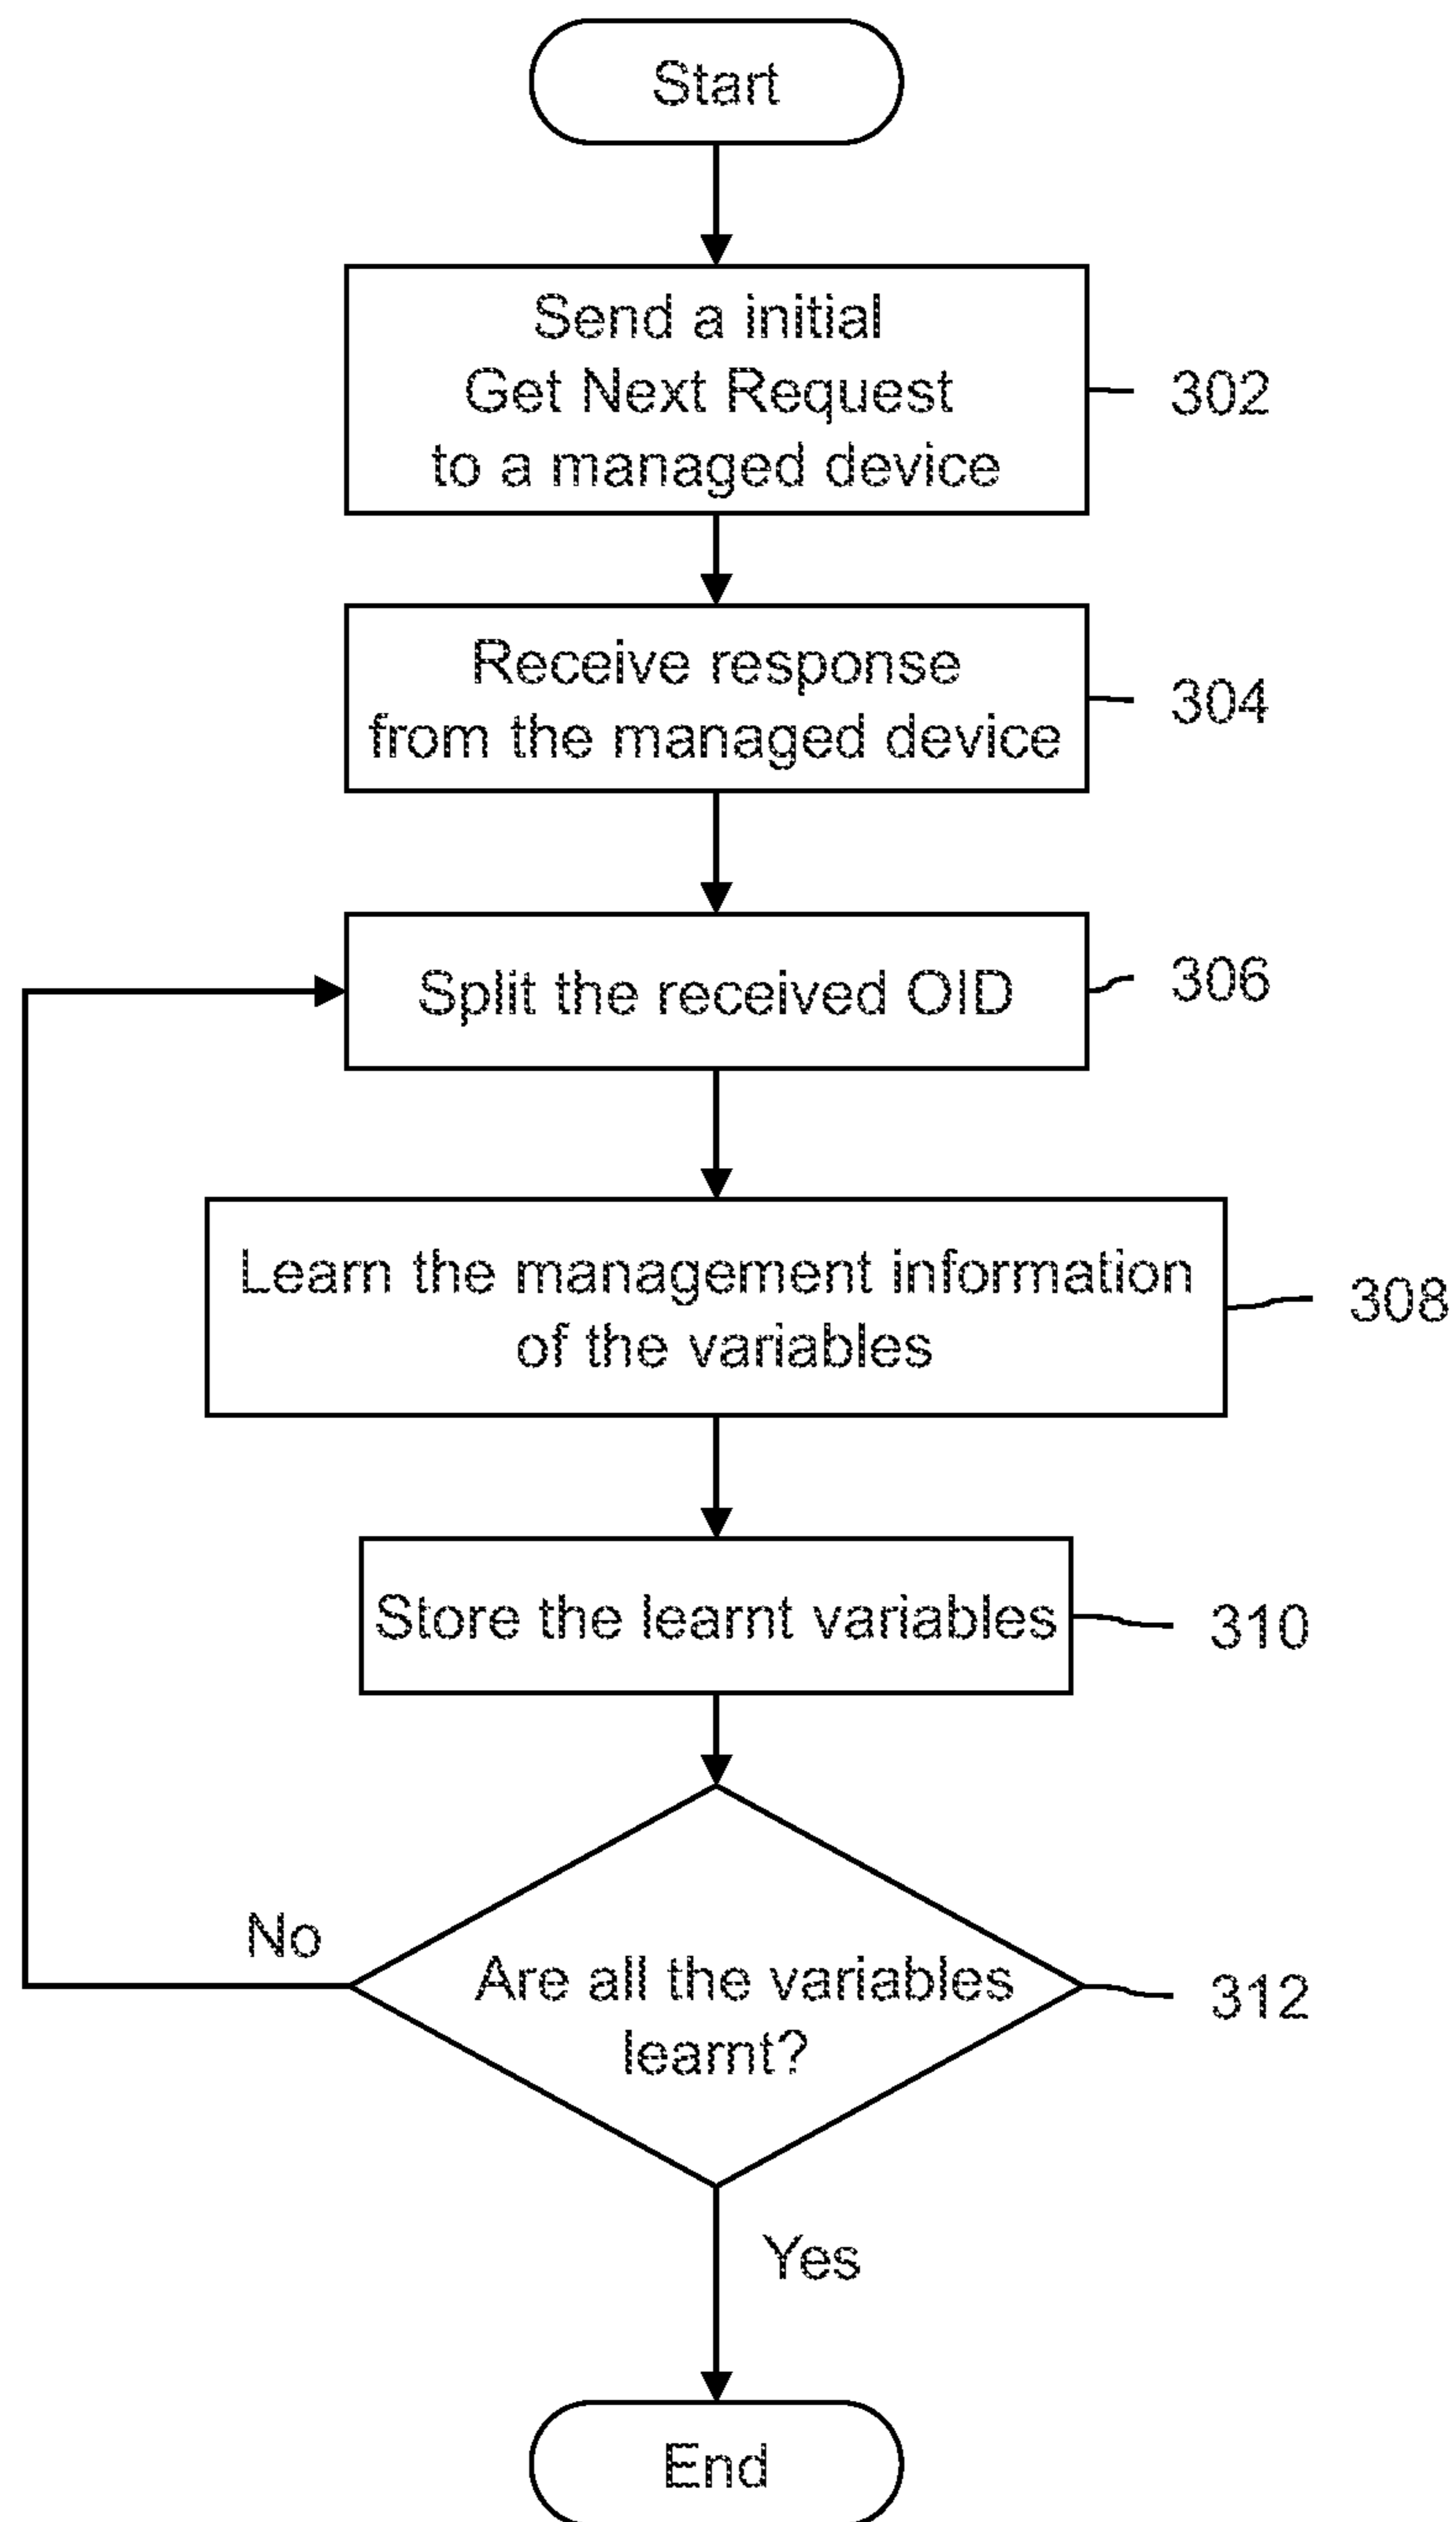 Start
Send a initial
Get Next Request
to a managed device
302
Receive response
from the managed device
304
Split the received OID
306
Learn the management information
of the variables
308
Store the learnt variables
310
No
Are all the variables
learnt?
312
Yes
End